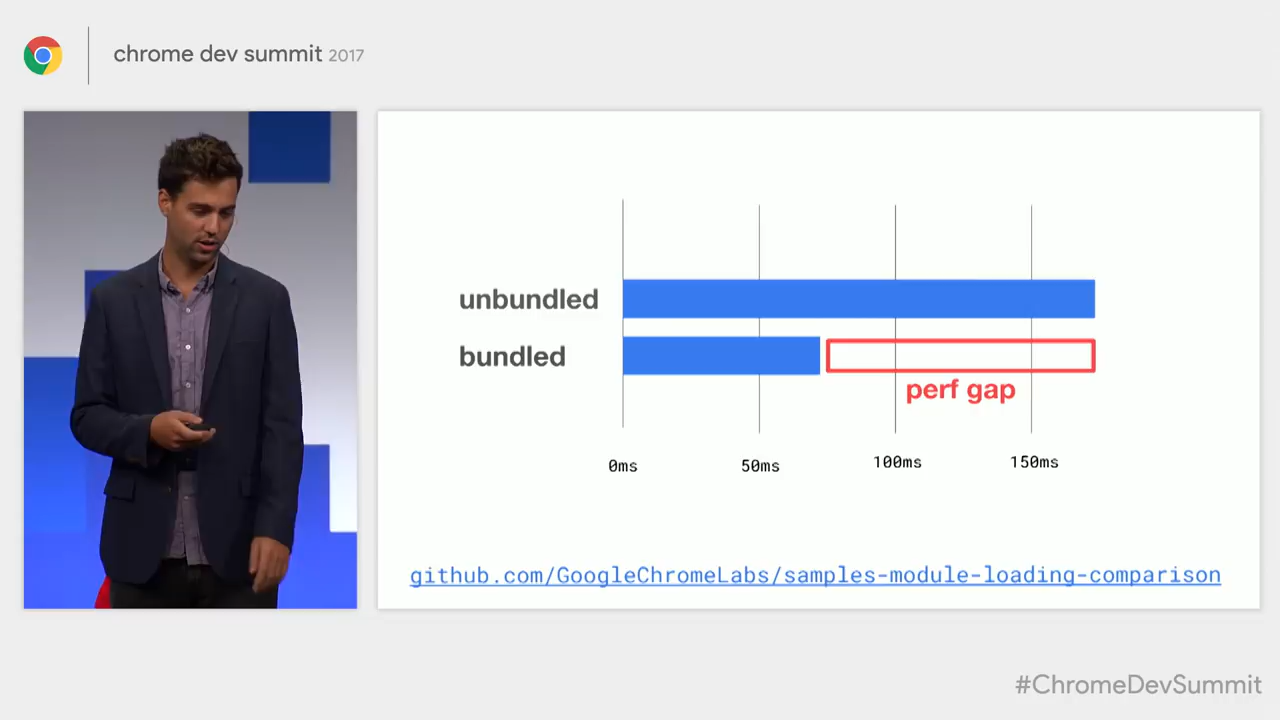 chrome dev summit 2017
unbundled
bundled
perf gap
0ms 50ms 100ms 150ms
github.com/GoogleChromeLabs/samples-module-loading-comparison
#ChromeDevSummit